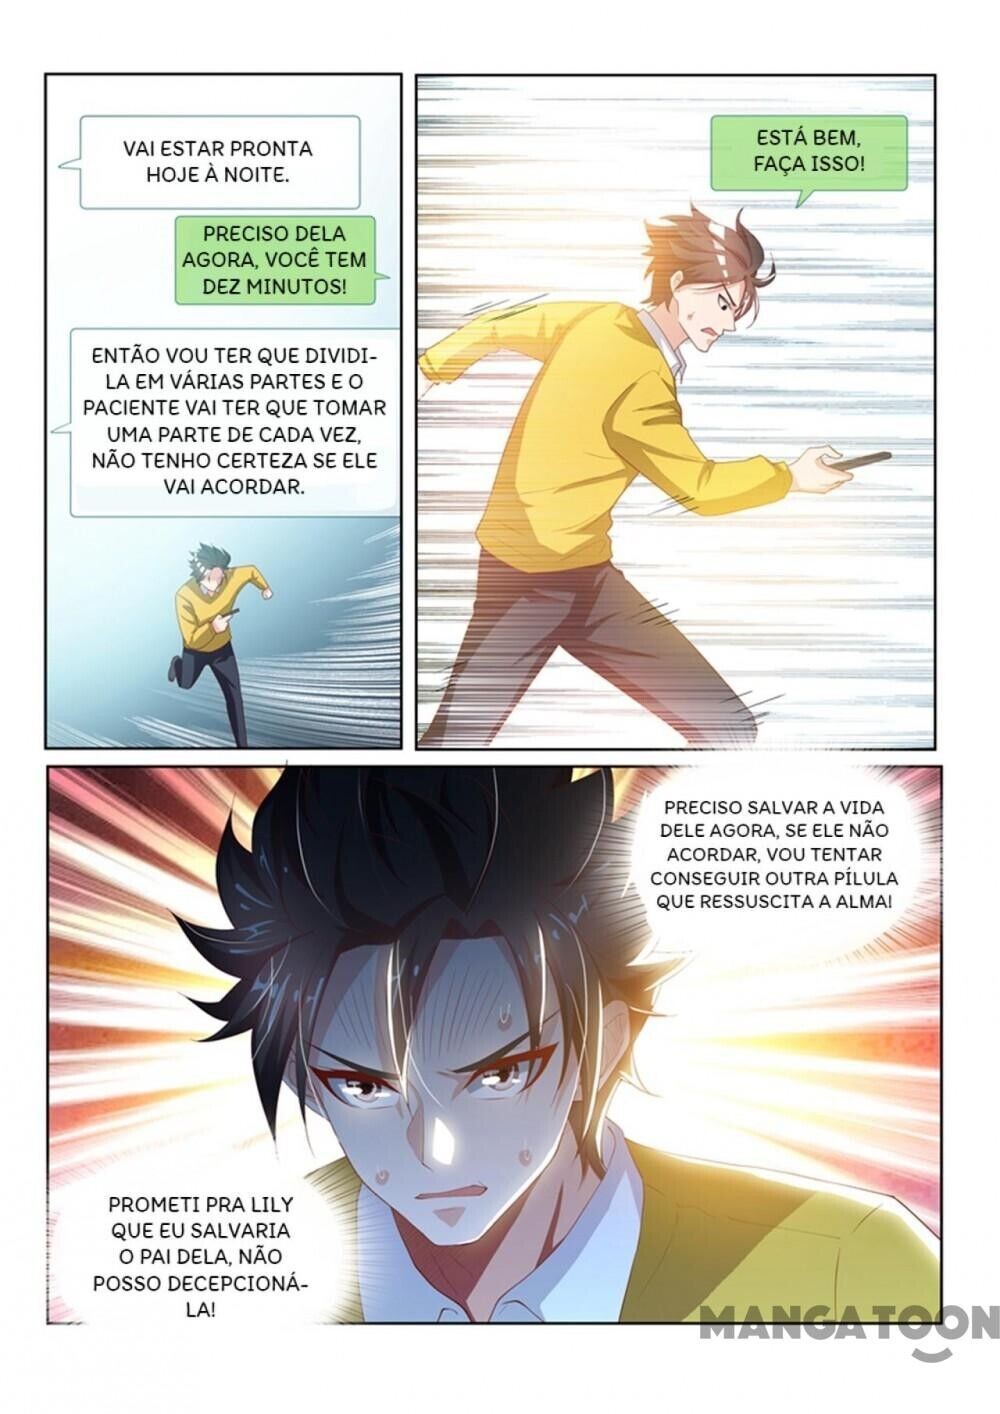 VAI ESTAR PRONTA
HOJE À NOITE.
PRECISO DELA
AGORA, VOCÊ TEM
DEZ MINUTOS!
ENTÃO VOU TER QUE DIVIDI-
LA EM VÁRIAS PARTES E O
PACIENTE VAI TER QUE TOMAR
UMA PARTE DE CADA VEZ,
NÃO TENHO CERTEZA SE ELE
VAI ACORDAR.
ESTÁ BEM,
FAÇA ISSO!
PRECISO SALVAR A VIDA
DELE AGORA, SE ELE NÃO
ACORDAR, VOU TENTAR
CONSEGUIR OUTRA PÍLULA
QUE RESSUSCITA A ALMA!
PROMETI PRA LILY
QUE EU SALVARIA
O PAI DELA, NÃO
POSSO DECEPCIONÁ-
LA!
MANGATOON